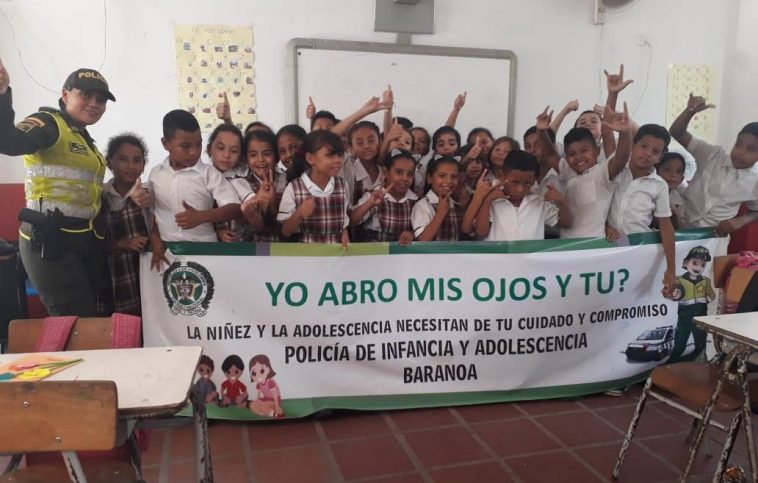 POLICIA
YO ABRO MIS OJOS Y TU?
LA NIÑEZ Y LA ADOLESCENCIA NECESITAN DE TU CUIDADO Y COMPROMISO
POLICÍA DE INFANCIA Y ADOLESCENCIA
BARANOA